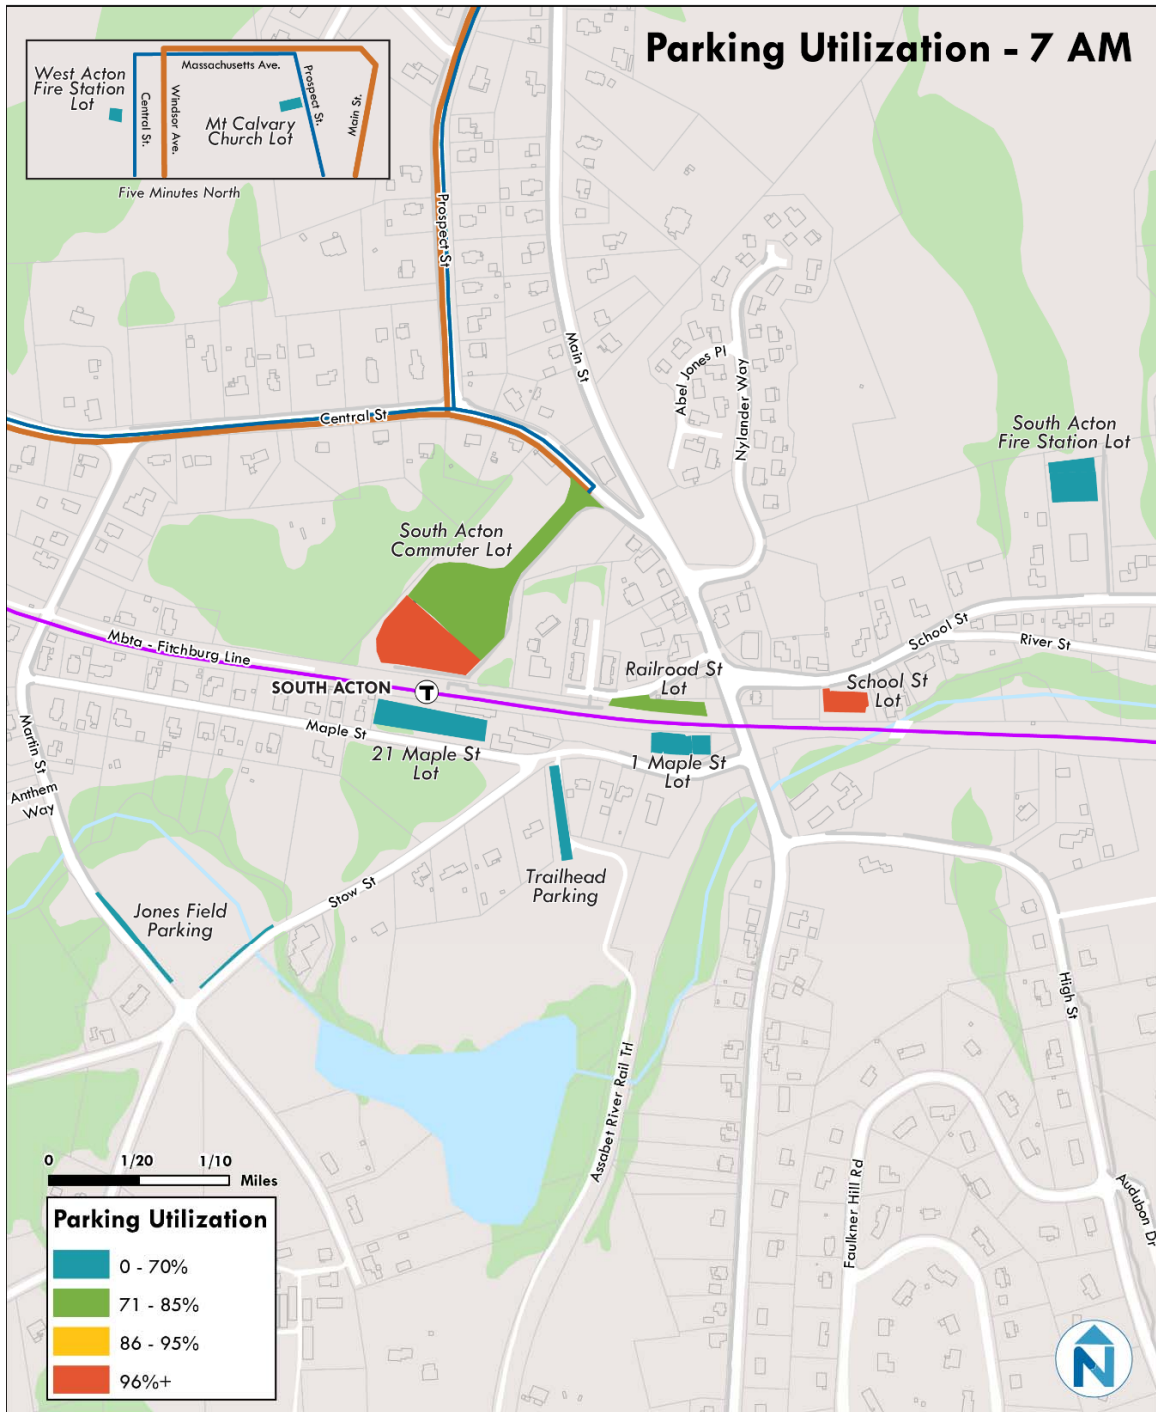 Parking Utilization - 7 AM
West Acton
Fire Station
Lot
Massachusetts Ave.
Central St.
Windsor Ave.
Prospect St.
Main St.
Mt Calvary
Church Lot
Five Minutes North
Prospect St
Main St
Abel Jones Pl
Nylander Way
Central St
South Acton
Fire Station Lot
South Acton
Commuter Lot
Mbta - Fitchburg Line
School St
River St
Railroad St
Lot
School St
Lot
SOUTH ACTON
T
Maple St
21 Maple St
Lot
1 Maple St
Lot
Martin St
Anthem
Way
Trailhead
Parking
Stow St
Jones Field
Parking
High St
Assabet River Rail Trl
Faulkner Hill Rd
Audubon Dr
0 1/20 1/10
Miles
Parking Utilization
0 - 70%
71 - 85%
86 - 95%
96%+
N